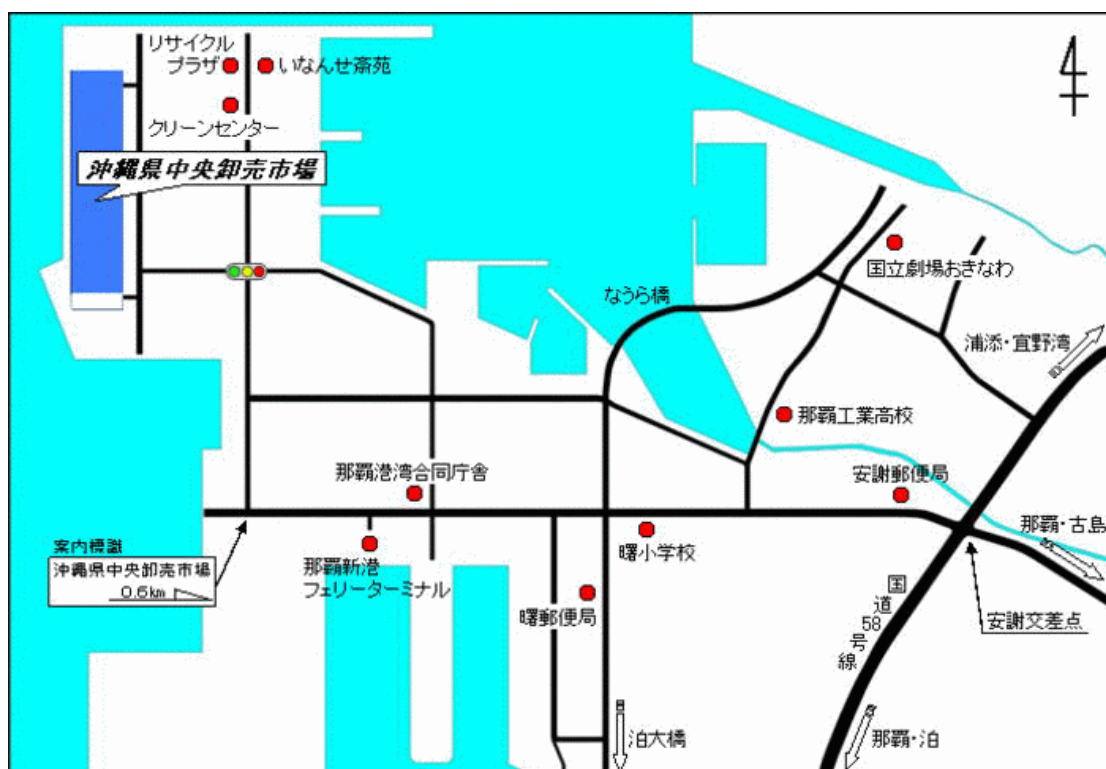 リサイクル
プラザ
いなんせ斎苑
クリーンセンター
沖縄県中央卸売市場
国立劇場おきなわ
なうら橋
浦添・宜野湾
那覇工業高校
那覇港湾合同庁舎
安謝郵便局
那覇・古島
案内標識
沖縄県中央卸売市場
0.6km
那覇新港
フェリーターミナル
曙小学校
曙郵便局
国道58号線
安謝交差点
泊大橋
那覇・泊